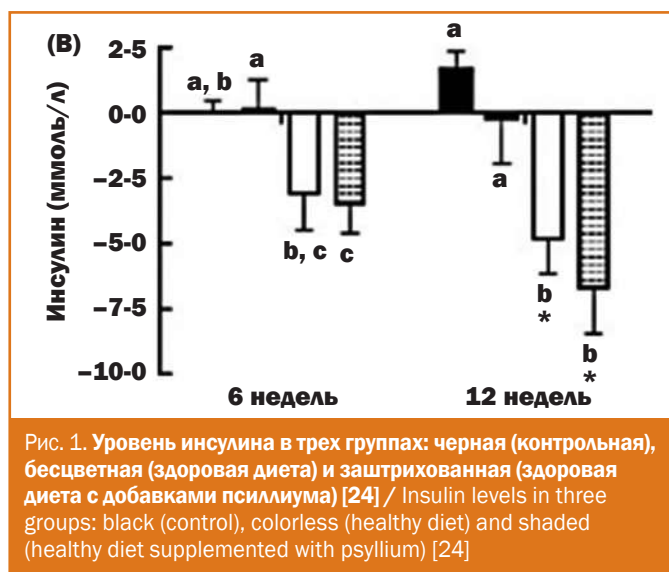 (B)
Инсулин (ммоль/л)
2-5
0-0
–2-5
–5-0
–7-5
–10-0
a, b
a
b, c
c
a
a
b
*
b
*
6 недель
12 недель
Рис. 1. Уровень инсулина в трех группах: черная (контрольная),
бесцветная (здоровая диета) и заштрихованная (здоровая
диета с добавками псиллиума) [24] / Insulin levels in three
groups: black (control), colorless (healthy diet) and shaded
(healthy diet supplemented with psyllium) [24]